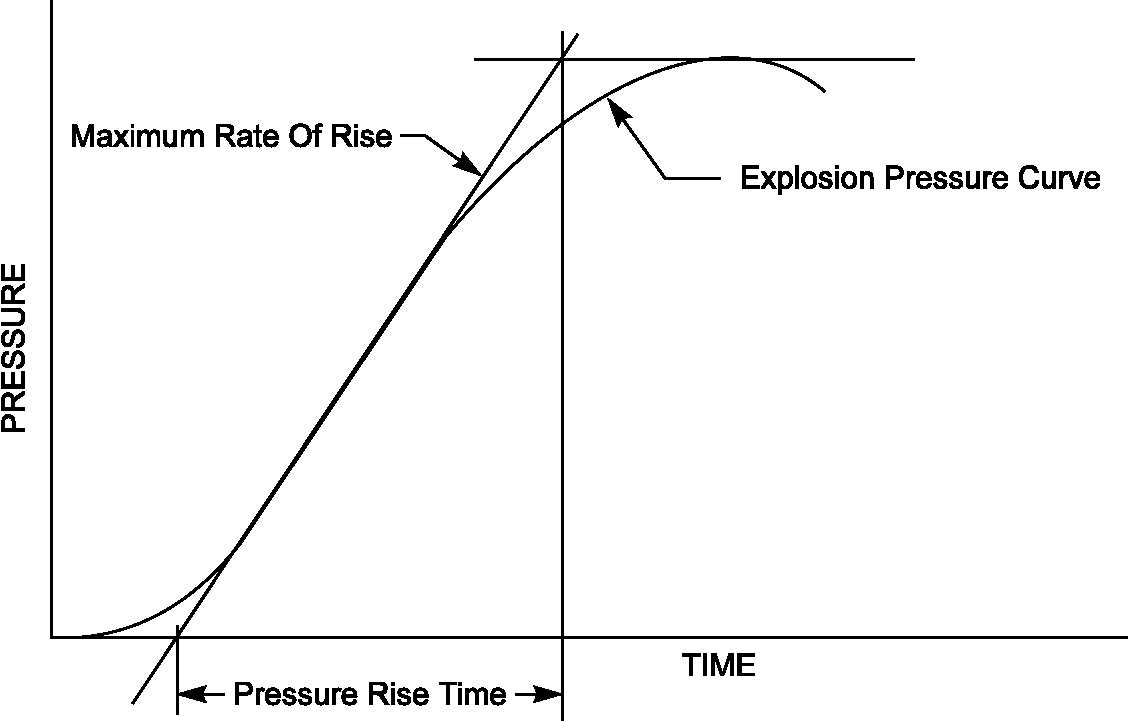 Maximum Rate Of Rise
Explosion Pressure Curve
PRESSURE
TIME
Pressure Rise Time